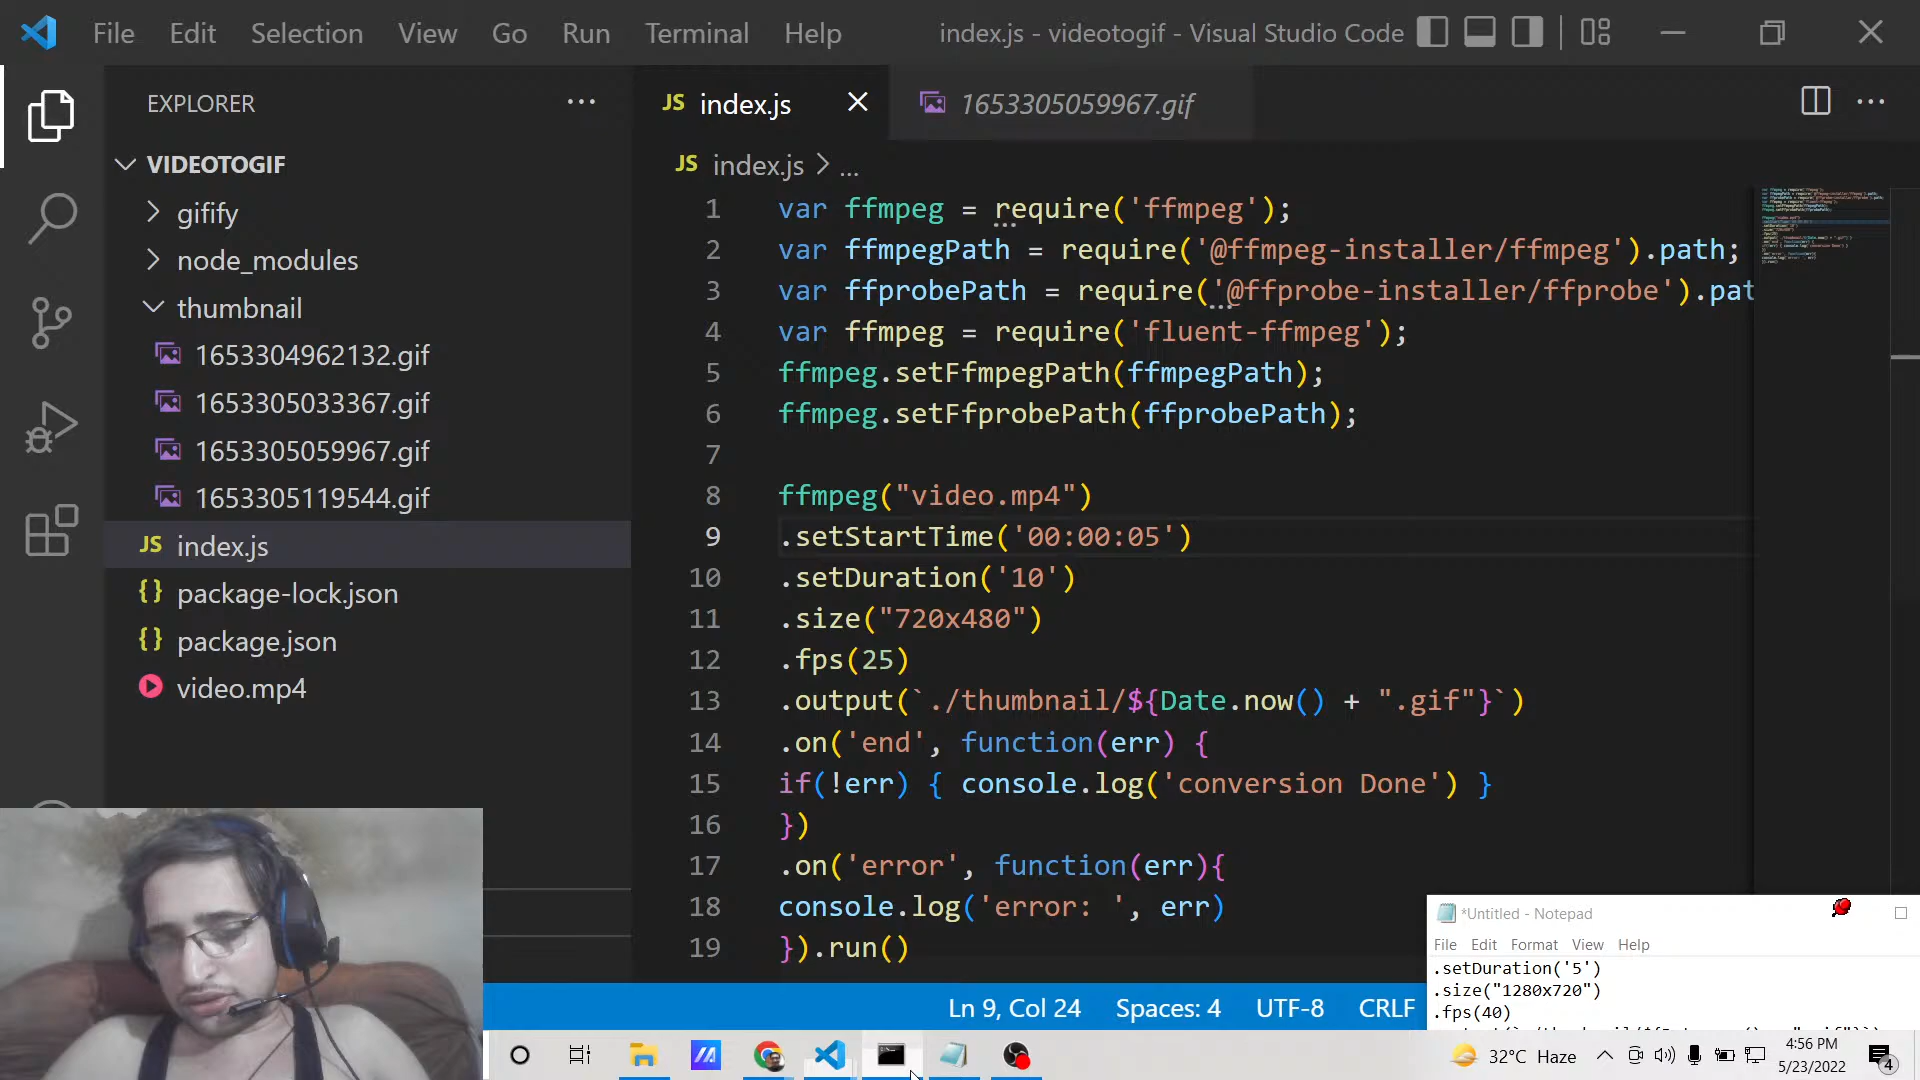 File Edit Selection View Go Run Terminal Help index.js - videotogif - Visual Studio Code
EXPLORER
VIDEOTOGIF
gifify
node_modules
thumbnail
1653304962132.gif
1653305033367.gif
1653305059967.gif
1653305119544.gif
JS index.js
{} package-lock.json
{} package.json
video.mp4
JS index.js
1653305059967.gif
JS index.js > ...
1 var ffmpeg = require('ffmpeg');
2 var ffmpegPath = require('@ffmpeg-installer/ffmpeg').path;
3 var ffprobePath = require('@ffprobe-installer/ffprobe').pat
4 var ffmpeg = require('fluent-ffmpeg');
5 ffmpeg.setFfmpegPath(ffmpegPath);
6 ffmpeg.setFfprobePath(ffprobePath);
7
8 ffmpeg("video.mp4")
9 .setStartTime('00:00:05')
10 .setDuration('10')
11 .size("720x480")
12 .fps(25)
13 .output(`./thumbnail/${Date.now() + ".gif"}`)
14 .on('end', function(err) {
15 if(!err) { console.log('conversion Done') }
16 })
17 .on('error', function(err){
18 console.log('error: ', err)
19 }).run()
Ln 9, Col 24 Spaces: 4 UTF-8 CRLF
*Untitled - Notepad
File Edit Format View Help
.setDuration('5')
.size("1280x720")
.fps(40)
32°C Haze
4:56 PM
5/23/2022
4